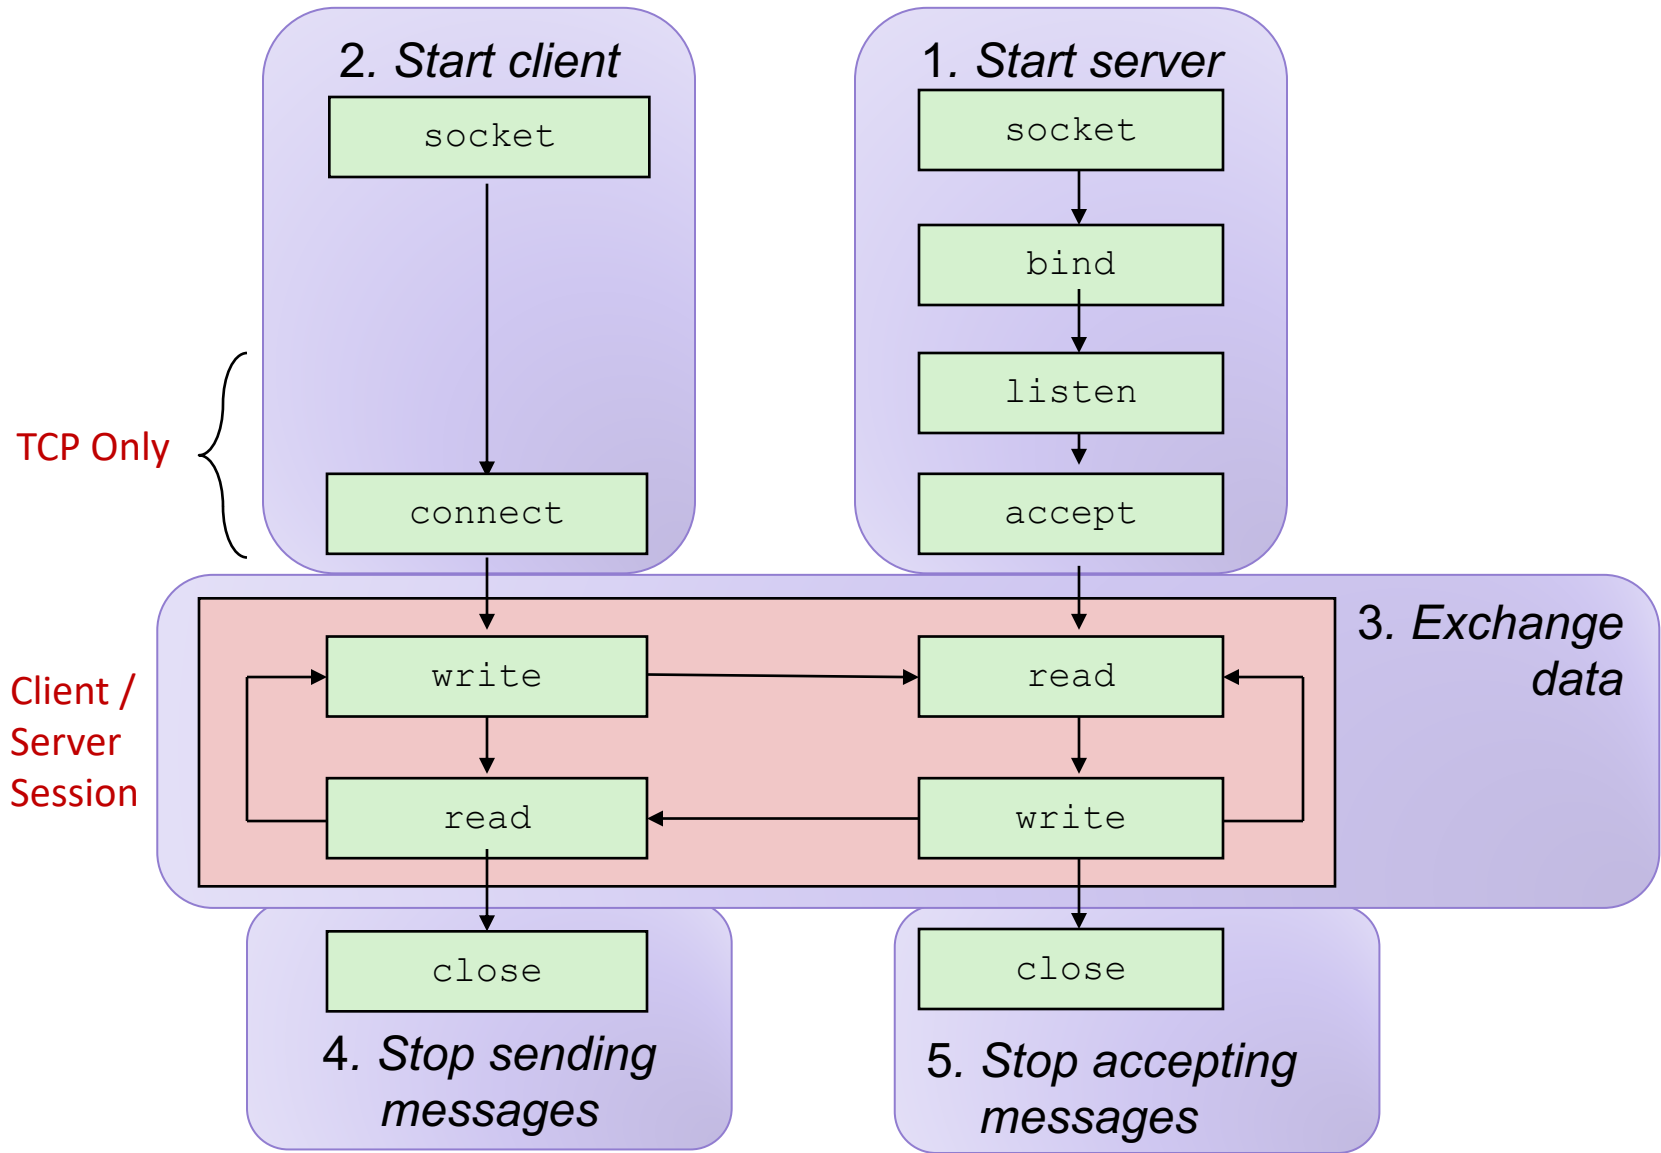 2. Start client
socket
connect
1. Start server
socket
bind
listen
accept
TCP Only
3. Exchange
data
Client /
Server
Session
write
read
read
write
close
4. Stop sending
messages
close
5. Stop accepting
messages